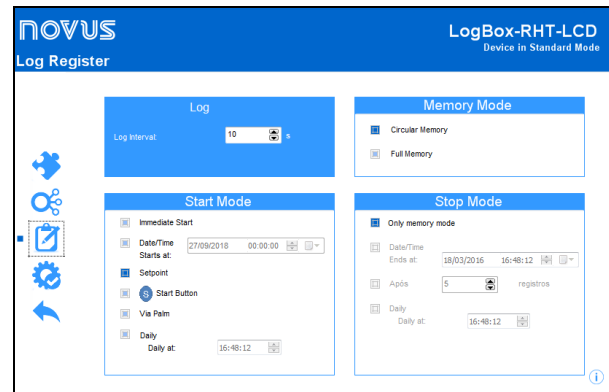 novus
LogBox-RHT-LCD
Device in Standard Mode
Log Register
Log
Log Interval:
10
s
Memory Mode
Circular Memory
Full Memory
Start Mode
Immediate Start
Date/Time
Starts at:
27/09/2018 00:00:00
Setpoint
S Start Button
Via Palm
Daily
Daily at:
16:48:12
Stop Mode
Only memory mode
Date/Time
Ends at:
18/03/2016 16:48:12
Após
5
registros
Daily
Daily at:
16:48:12
i